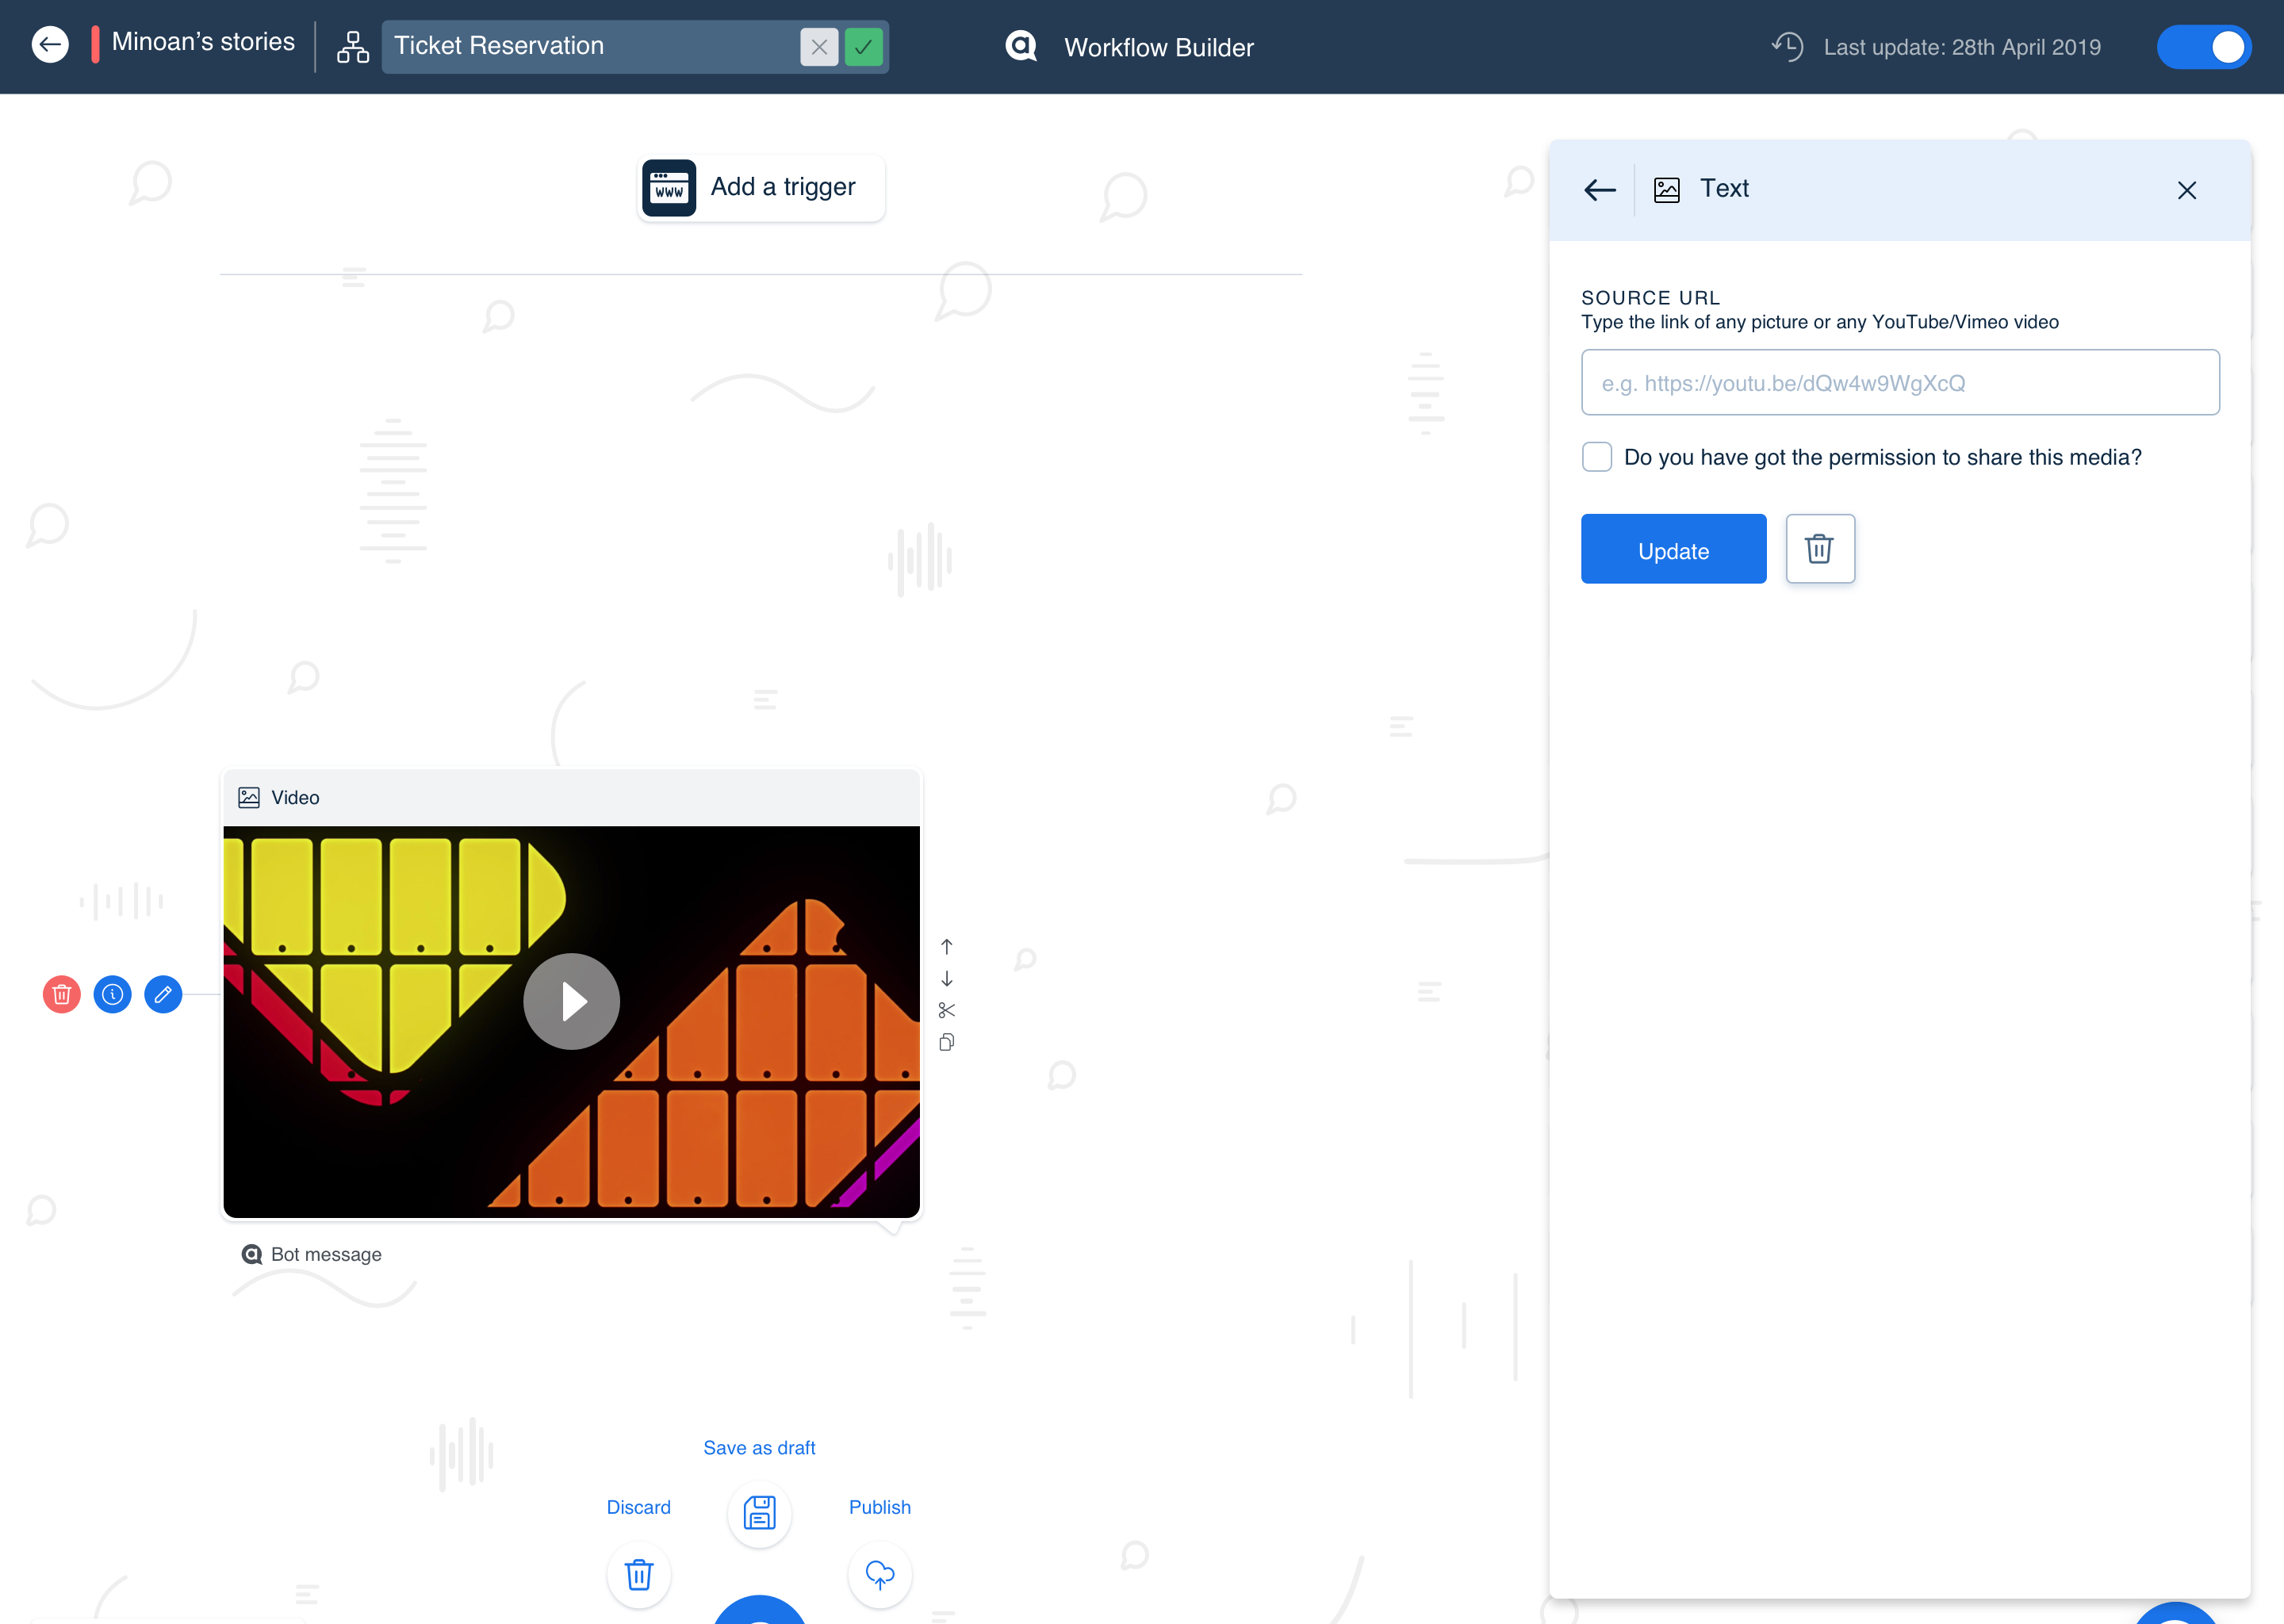 Minoan’s stories
Ticket Reservation
Workflow Builder
Last update: 28th April 2019
www
Add a trigger
Text
SOURCE URL
Type the link of any picture or any YouTube/Vimeo video
e.g. https://youtu.be/dQw4w9WgXcQ
Do you have got the permission to share this media?
Update
Video
Bot message
Save as draft
Discard
Publish